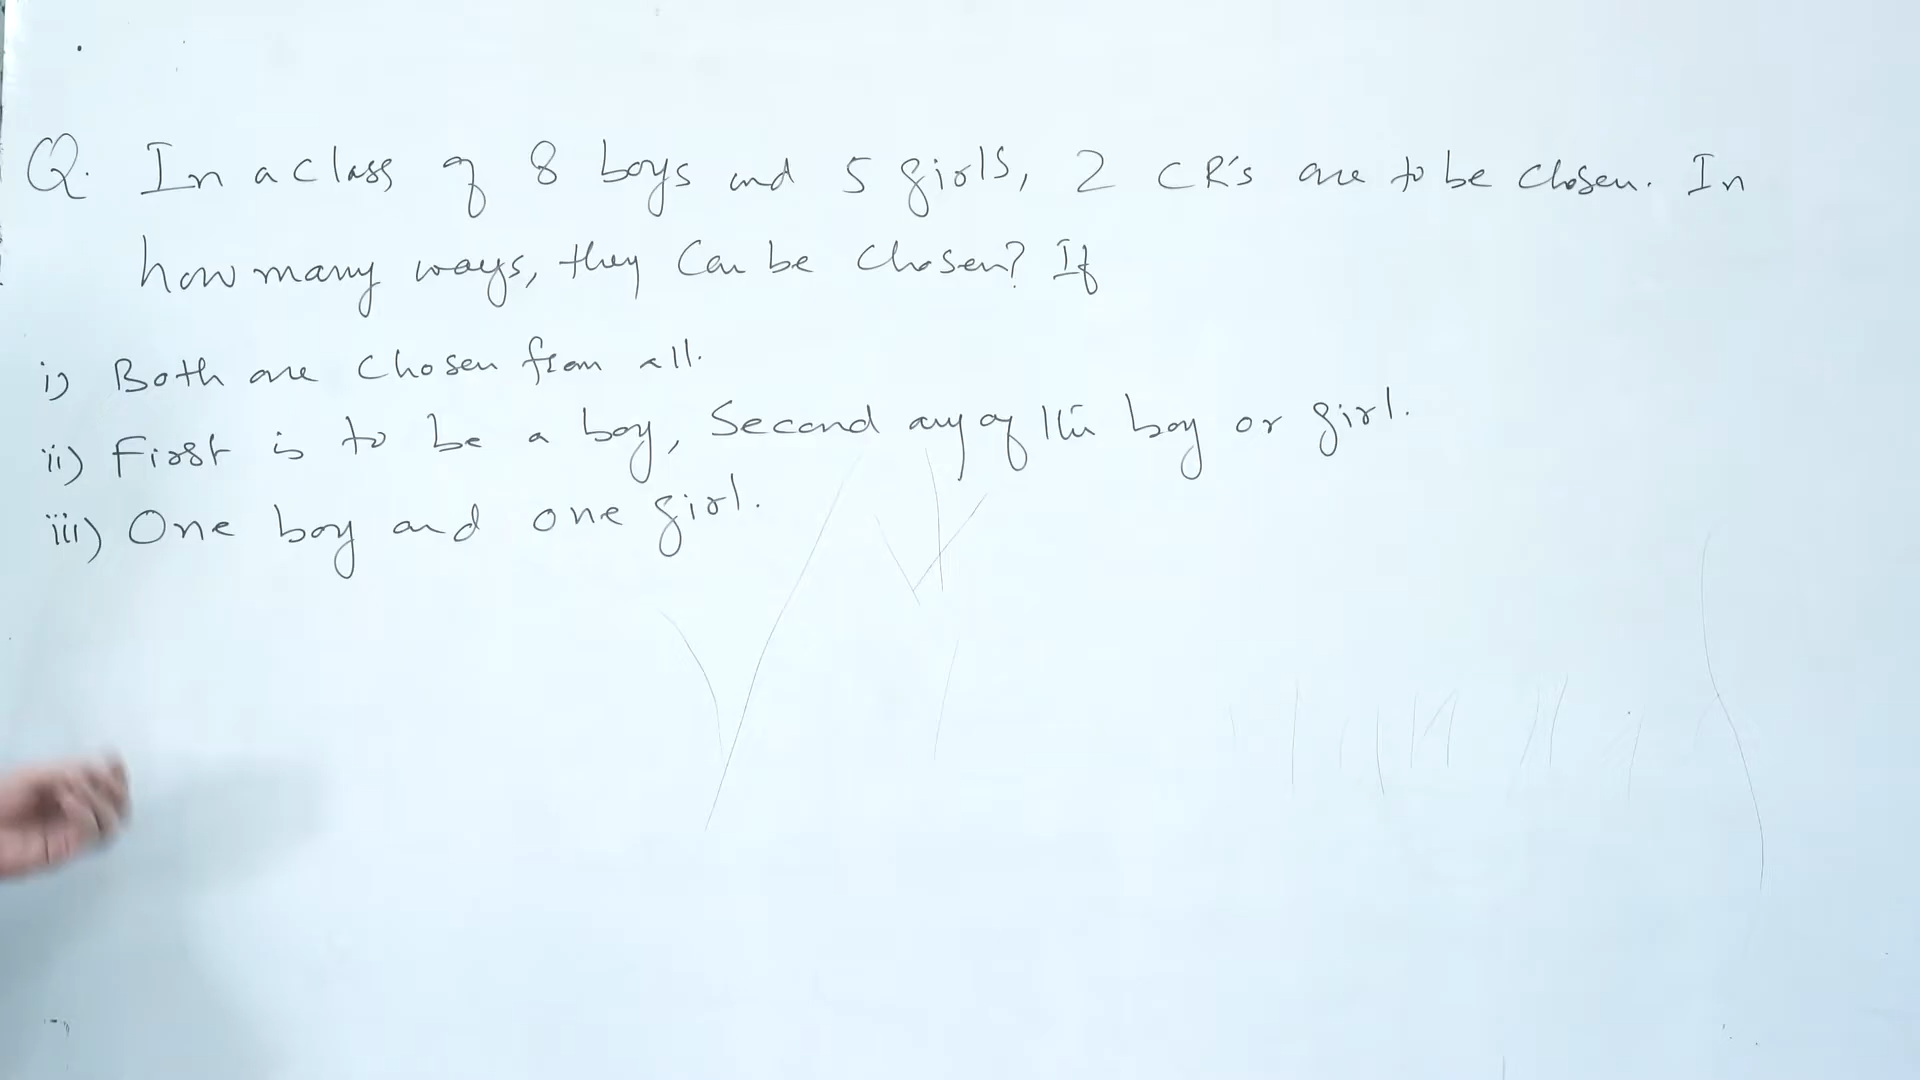 Q. In a class of 8 boys and 5 girls, 2 CR's are to be chosen. In
how many ways, they Can be Chosen? If
i) Both are Chosen from all.
ii) First is to be a boy, Second any of the boy or girl.
iii) One boy and one girl.